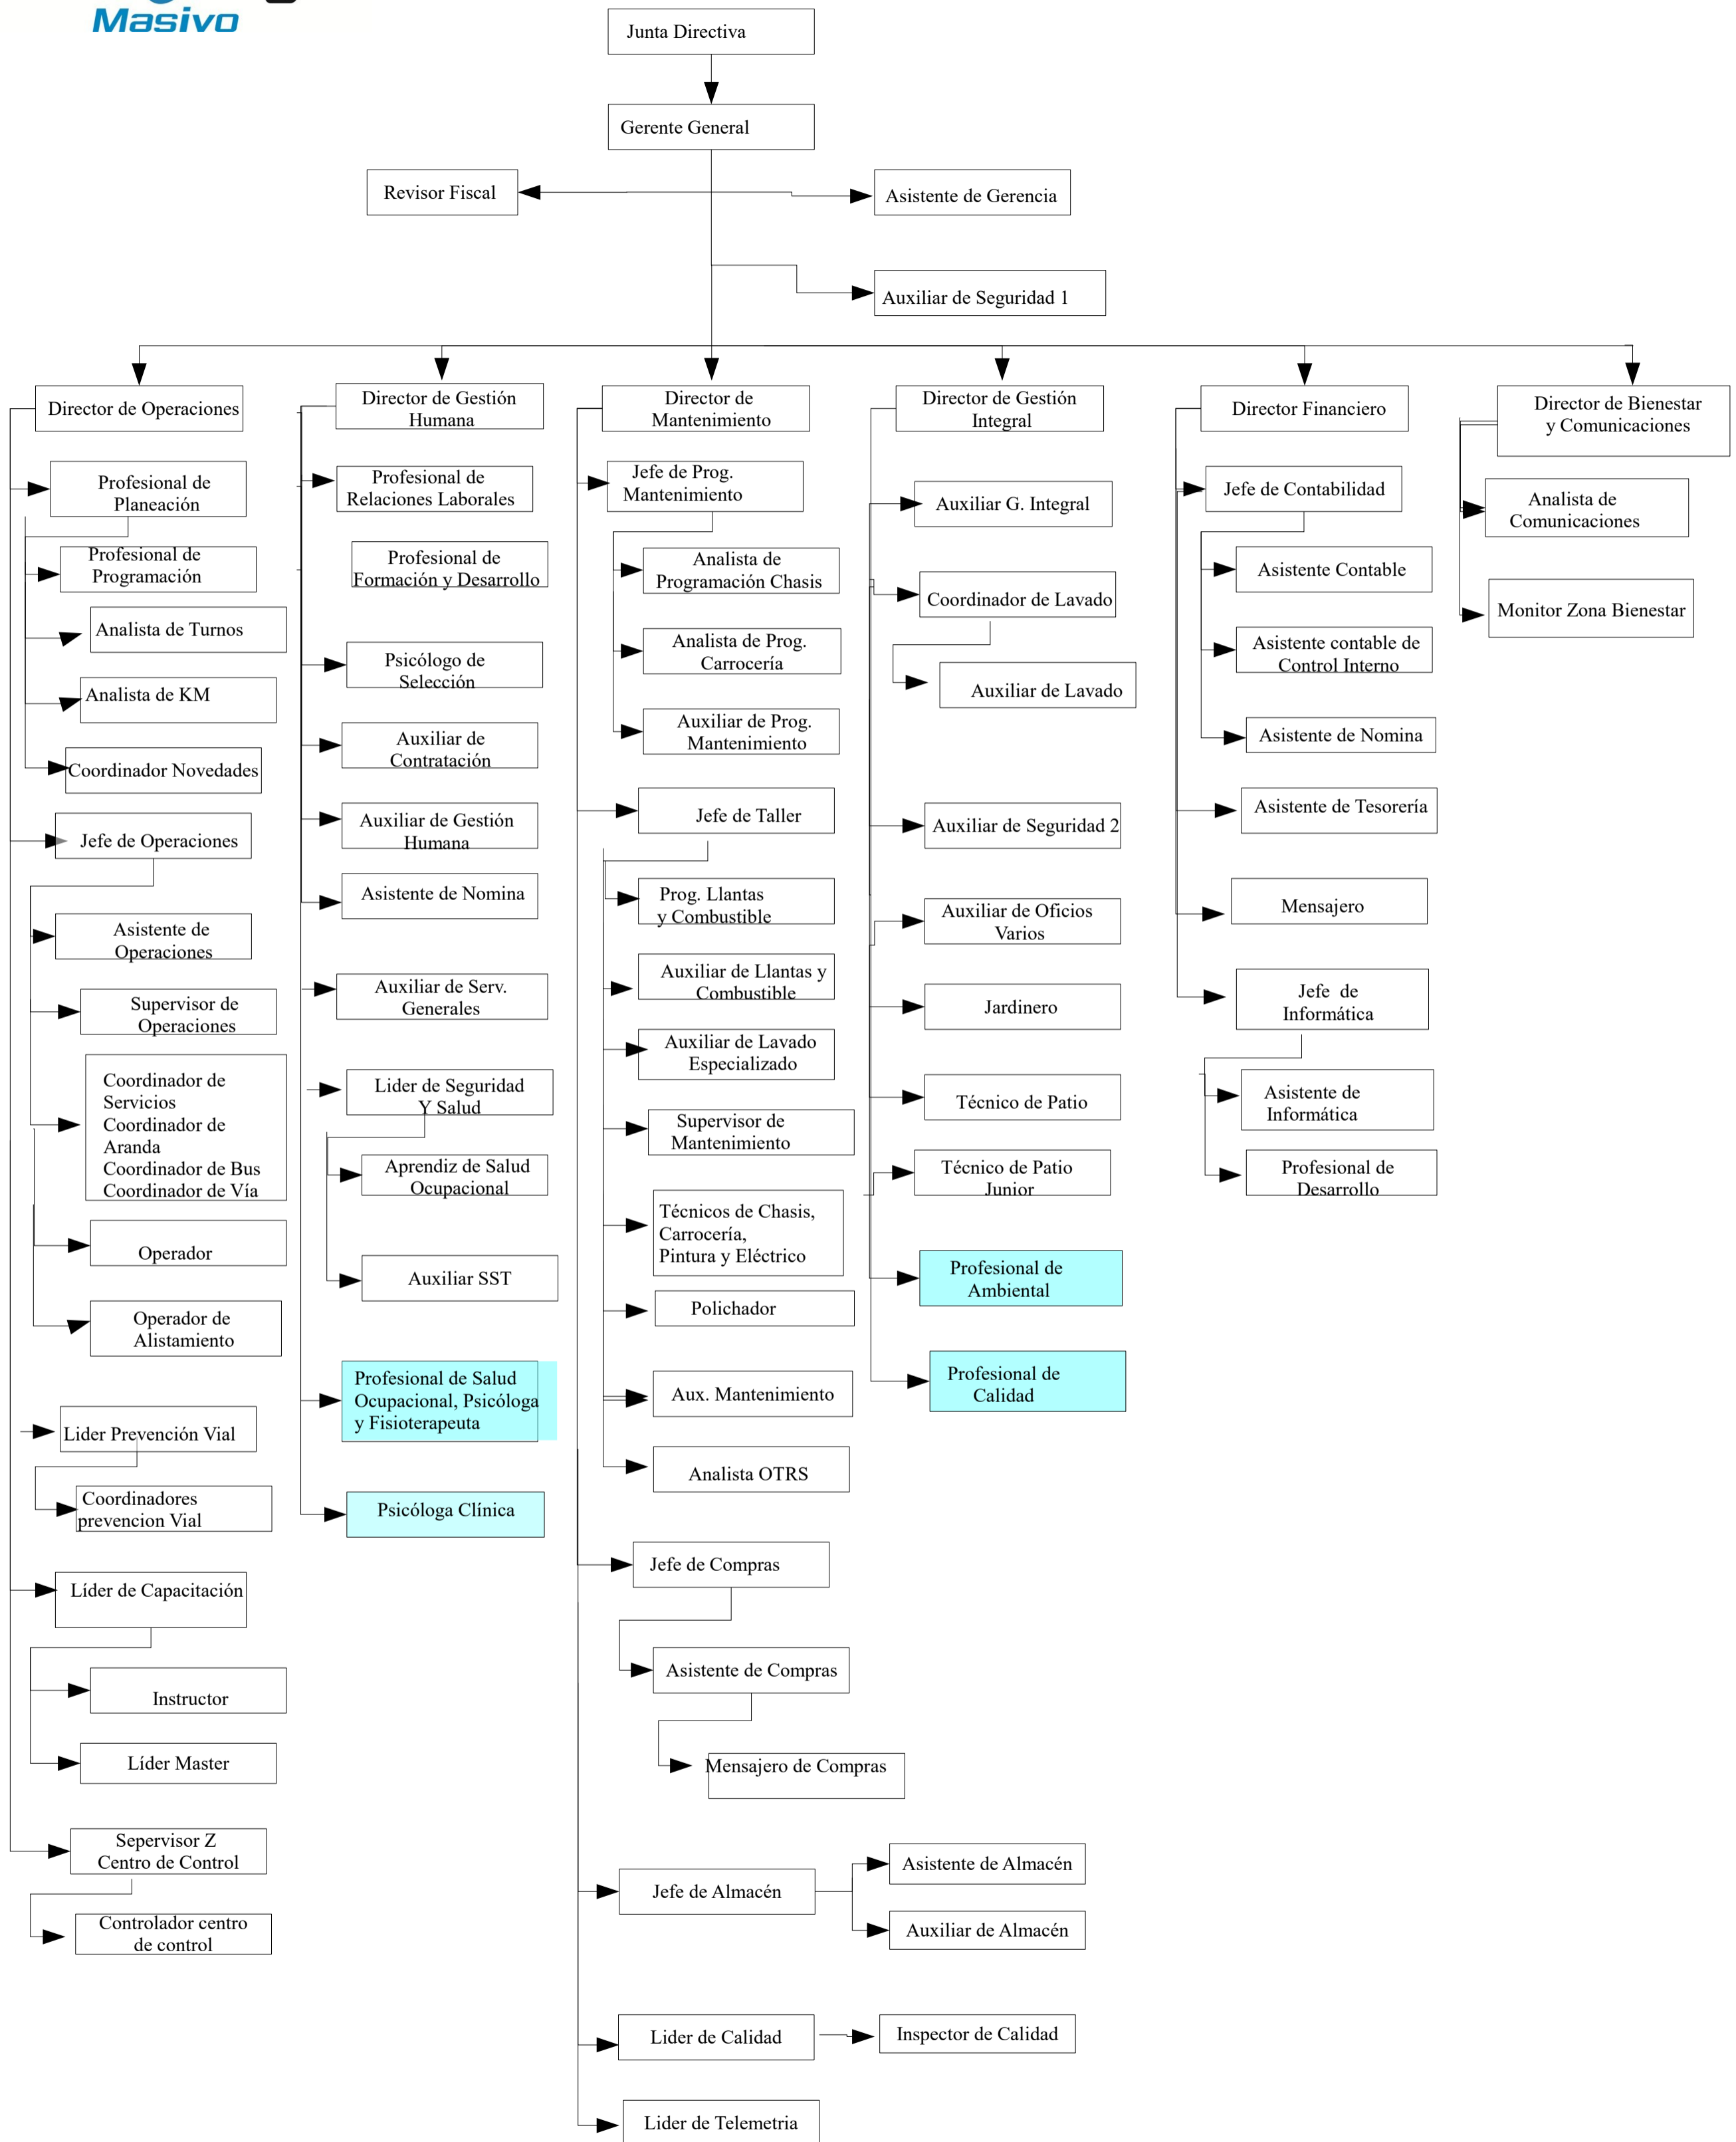 Masivo
Junta Directiva
Gerente General
Revisor Fiscal
Asistente de Gerencia
Auxiliar de Seguridad 1
Director de Operaciones
Profesional de
Planeación
Profesional de
Programación
Analista de Turnos
Analista de KM
Coordinador Novedades
Jefe de Operaciones
Asistente de
Operaciones
Supervisor de
Operaciones
Coordinador de
Servicios
Coordinador de
Aranda
Coordinador de Bus
Coordinador de Vía
Operador
Operador de
Alistamiento
Lider Prevención Vial
Coordinadores
prevencion Vial
Líder de Capacitación
Instructor
Líder Master
Sepervisor Z
Centro de Control
Controlador centro
de control
Director de Gestión
Humana
Profesional de
Relaciones Laborales
Profesional de
Formación y Desarrollo
Psicólogo de
Selección
Auxiliar de
Contratación
Auxiliar de Gestión
Humana
Asistente de Nomina
Auxiliar de Serv.
Generales
Lider de Seguridad
Y Salud
Aprendiz de Salud
Ocupacional
Auxiliar SST
Profesional de Salud
Ocupacional, Psicóloga
y Fisioterapeuta
Psicóloga Clínica
Director de
Mantenimiento
Jefe de Prog.
Mantenimiento
Analista de
Programación Chasis
Analista de Prog.
Carrocería
Auxiliar de Prog.
Mantenimiento
Jefe de Taller
Prog. Llantas
y Combustible
Auxiliar de Llantas y
Combustible
Auxiliar de Lavado
Especializado
Supervisor de
Mantenimiento
Técnicos de Chasis,
Carrocería,
Pintura y Eléctrico
Polichador
Aux. Mantenimiento
Analista OTRS
Jefe de Compras
Asistente de Compras
Mensajero de Compras
Jefe de Almacén
Asistente de Almacén
Auxiliar de Almacén
Lider de Calidad
Inspector de Calidad
Lider de Telemetria
Director de Gestión
Integral
Auxiliar G. Integral
Coordinador de Lavado
Auxiliar de Lavado
Auxiliar de Seguridad 2
Auxiliar de Oficios
Varios
Jardinero
Técnico de Patio
Técnico de Patio
Junior
Profesional de
Ambiental
Profesional de
Calidad
Director Financiero
Jefe de Contabilidad
Asistente Contable
Asistente contable de
Control Interno
Asistente de Nomina
Asistente de Tesorería
Mensajero
Jefe de
Informática
Asistente de
Informática
Profesional de
Desarrollo
Director de Bienestar
y Comunicaciones
Analista de
Comunicaciones
Monitor Zona Bienestar